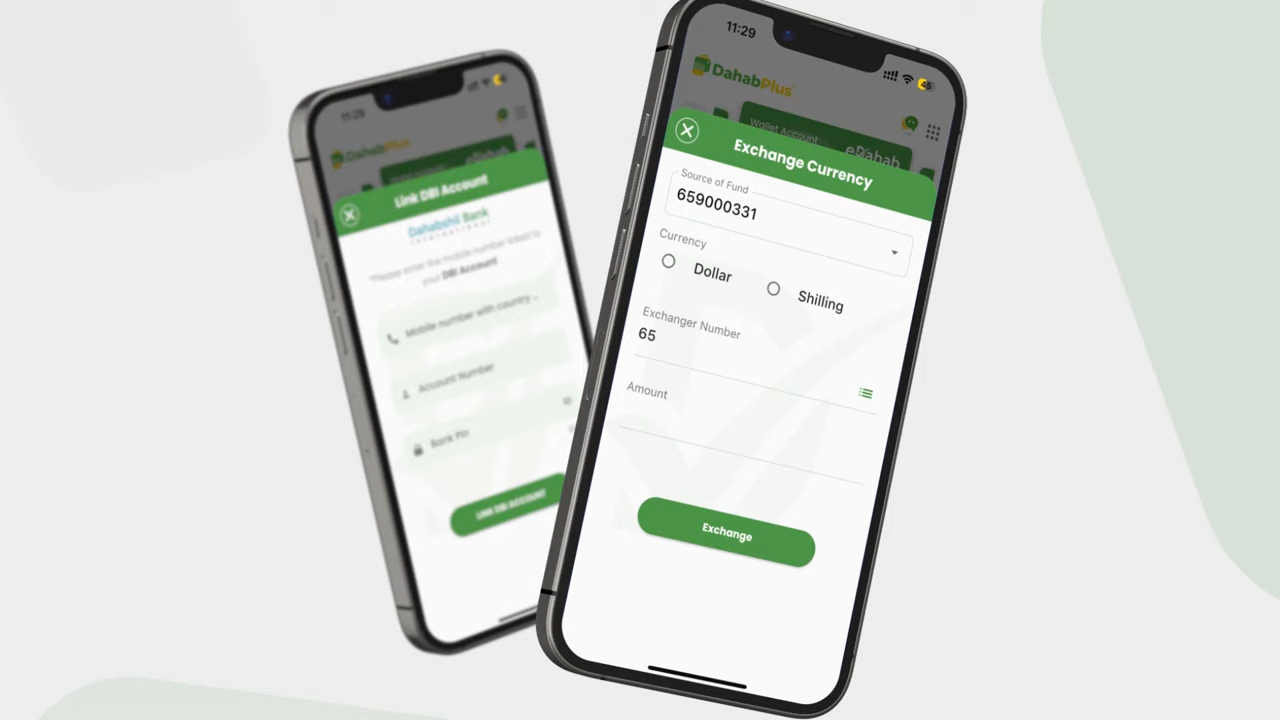 11:29
DahabPlus
Link DBI Account
Dahabshil Bank
International
*Please enter the mobile number linked to
your DBI Account
Mobile number with country ..
Account Number
Bank Pin
LINK DBI ACCOUNT
11:29
45
DahabPlus
Wallet Account
eDahab
Exchange Currency
Source of Fund
659000331
Currency
Dollar
Shilling
Exchanger Number
65
Amount
Exchange